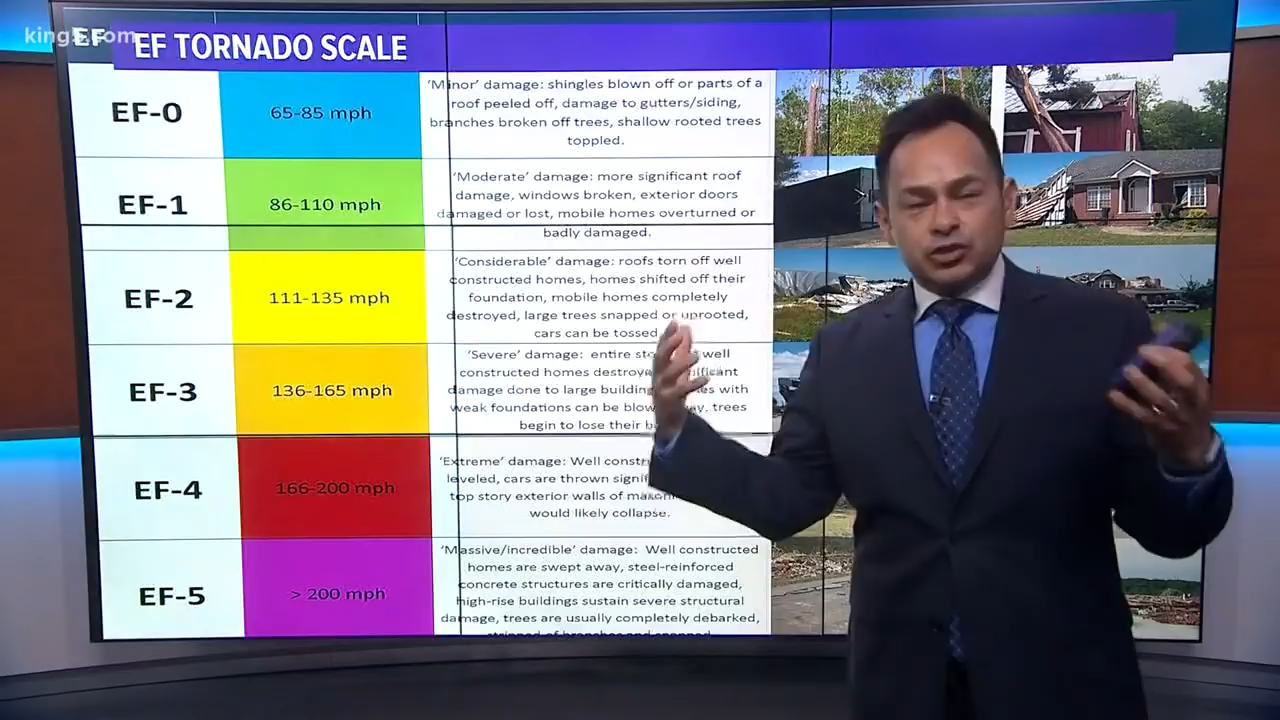 king5.com
EF
EF TORNADO SCALE
EF-0
65-85 mph
'Minor' damage: shingles blown off or parts of a
roof peeled off, damage to gutters/siding,
branches broken off trees, shallow rooted trees
toppled.
EF-1
86-110 mph
'Moderate' damage: more significant roof
damage, windows broken, exterior doors
damaged or lost, mobile homes overturned or
badly damaged.
EF-2
111-135 mph
'Considerable' damage: roofs torn off well
constructed homes, homes shifted off their
foundation, mobile homes completely
destroyed, large trees snapped or uprooted,
cars can be tossed
EF-3
136-165 mph
'Severe' damage: entire well
constructed homes
damage done to large with
weak foundations can be trees
begin to lose their
EF-4
166-200 mph
'Extreme' damage: Well
leveled, cars are thrown
top story exterior walls of
would likely collapse.
EF-5
> 200 mph
'Massive/incredible' damage: Well constructed
homes are swept away, steel-reinforced
concrete structures are critically damaged,
high-rise buildings sustain severe structural
damage, trees are usually completely debarked,